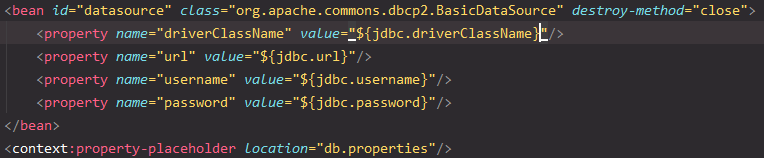 <bean id="datasource" class="org.apache.commons.dbcp2.BasicDataSource" destroy-method="close">
<property name="driverClassName" value="${jdbc.driverClassName}"/>
<property name="url" value="${jdbc.url}"/>
<property name="username" value="${jdbc.username}"/>
<property name="password" value="${jdbc.password}"/>
</bean>
<context:property-placeholder location="db.properties"/>